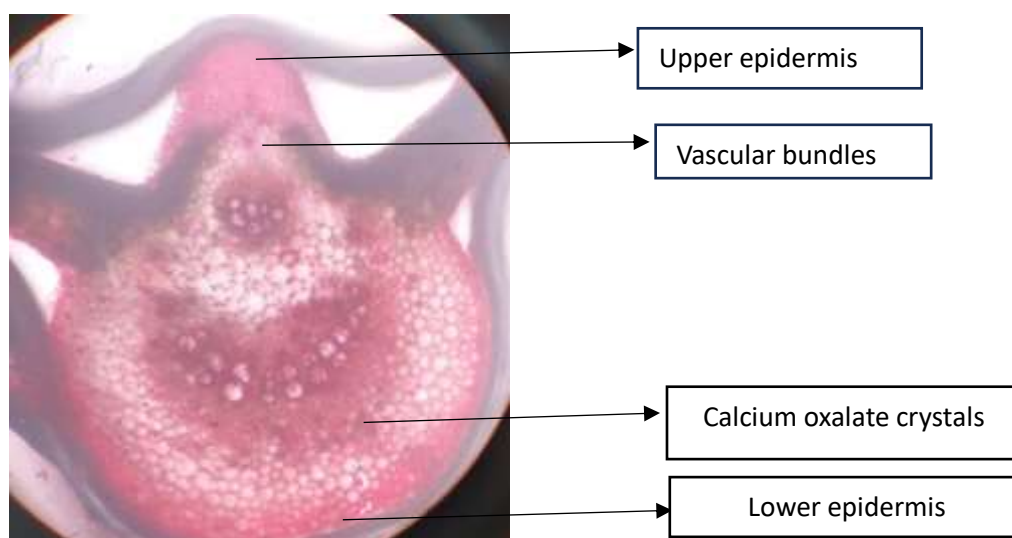 Upper epidermis
Vascular bundles
Calcium oxalate crystals
Lower epidermis